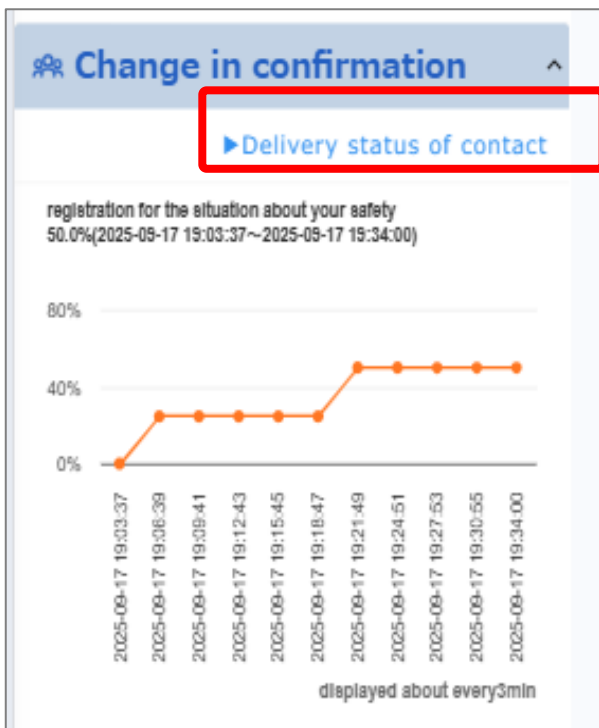 Change in confirmation
▶Delivery status of contact
registration for the situation about your safety
50.0%(2025-09-17 19:03:37～2025-09-17 19:34:00)
80%
40%
0%
2025-09-17 19:03:37
2025-09-17 19:06:39
2025-09-17 19:09:41
2025-09-17 19:12:43
2025-09-17 19:15:45
2025-09-17 19:18:47
2025-09-17 19:21:49
2025-09-17 19:24:51
2025-09-17 19:27:53
2025-09-17 19:30:55
2025-09-17 19:34:00
displayed about every3min